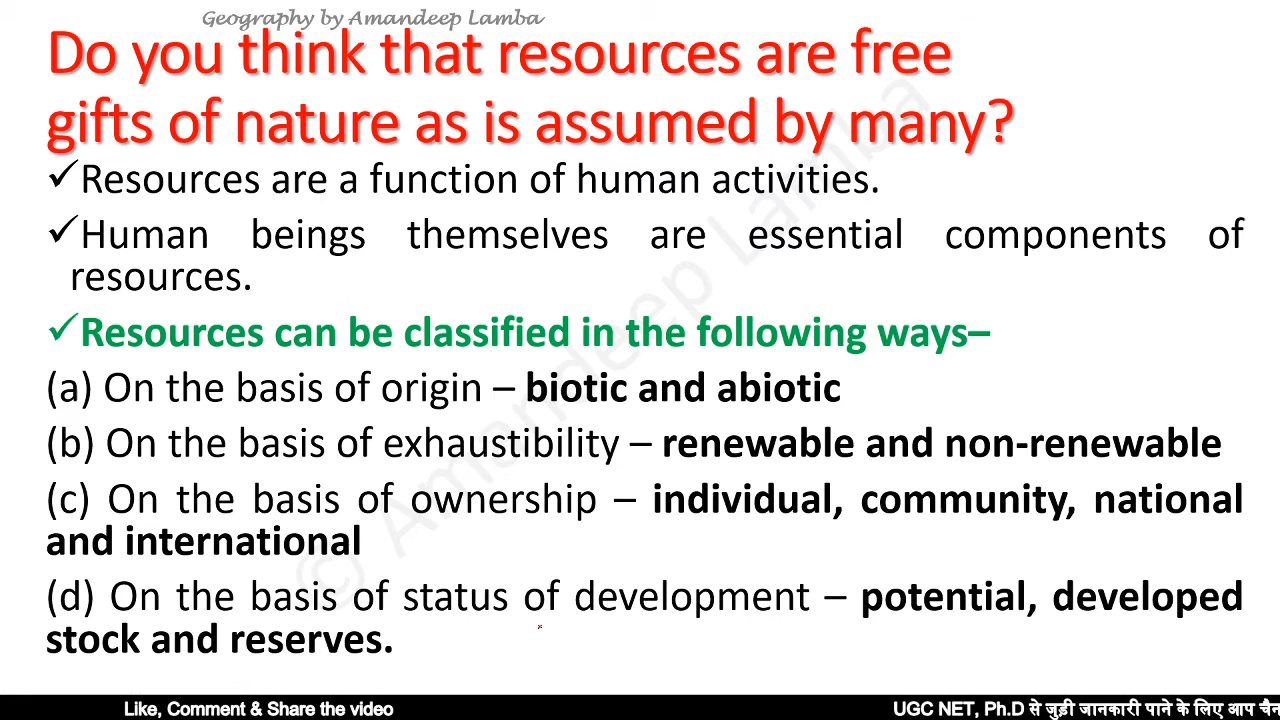 Geography by Amandeep Lamba
Do you think that resources are free
gifts of nature as is assumed by many?
✓Resources are a function of human activities.
✓Human beings themselves are essential components of
resources.
✓Resources can be classified in the following ways–
(a) On the basis of origin – biotic and abiotic
(b) On the basis of exhaustibility – renewable and non-renewable
(c) On the basis of ownership – individual, community, national
and international
(d) On the basis of status of development – potential, developed
stock and reserves.
© Amandeep Lamba
Like, Comment & Share the video
UGC NET, Ph.D से जुड़ी जानकारी पाने के लिए आप